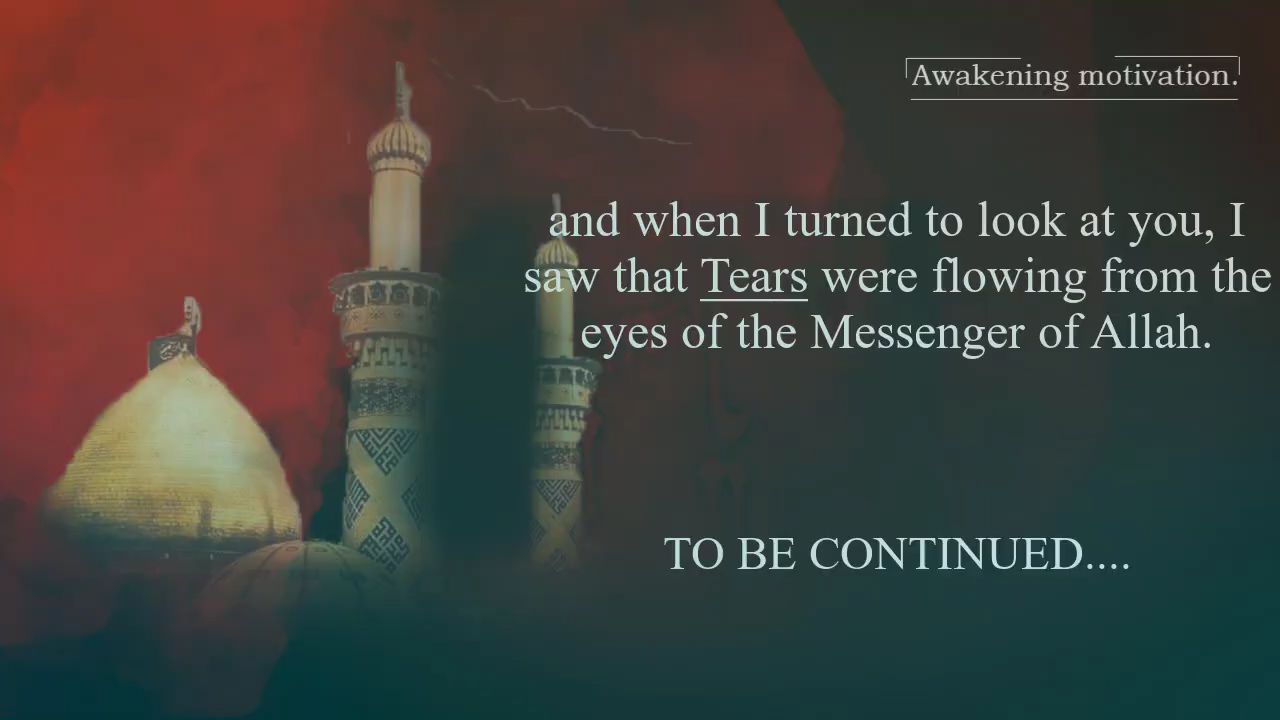 Awakening motivation.
and when I turned to look at you, I
saw that Tears were flowing from the
eyes of the Messenger of Allah.
TO BE CONTINUED....